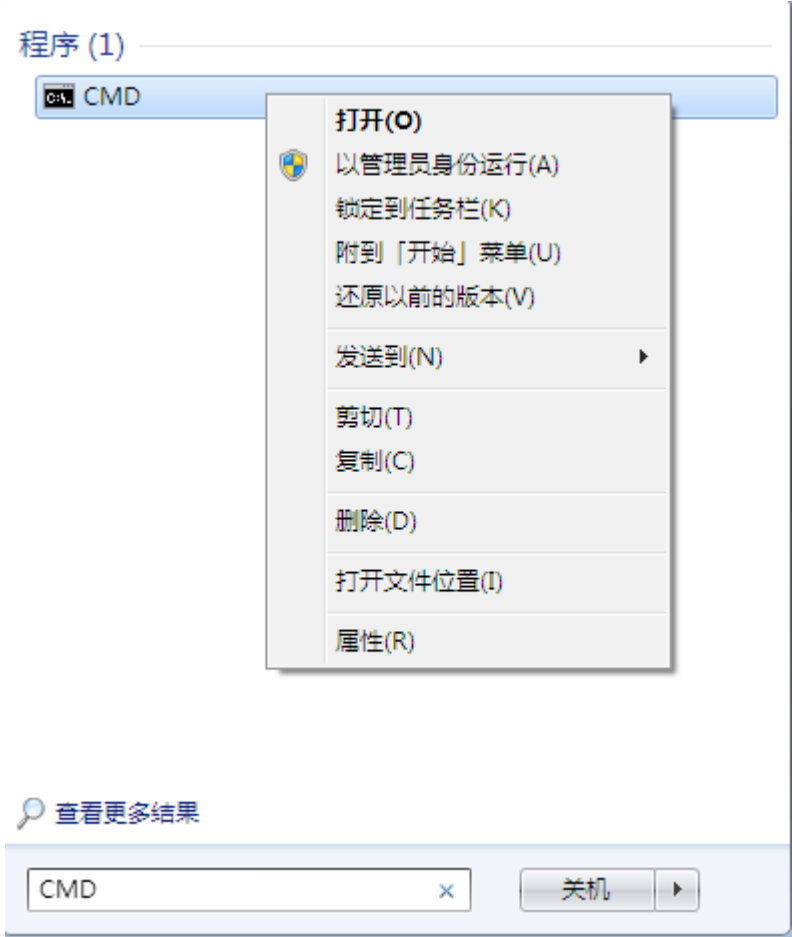 程序 (1)
CMD
打开(O)
以管理员身份运行(A)
锁定到任务栏(K)
附到「开始」菜单(U)
还原以前的版本(V)
发送到(N)
剪切(T)
复制(C)
删除(D)
打开文件位置(I)
属性(R)
查看更多结果
CMD
关机